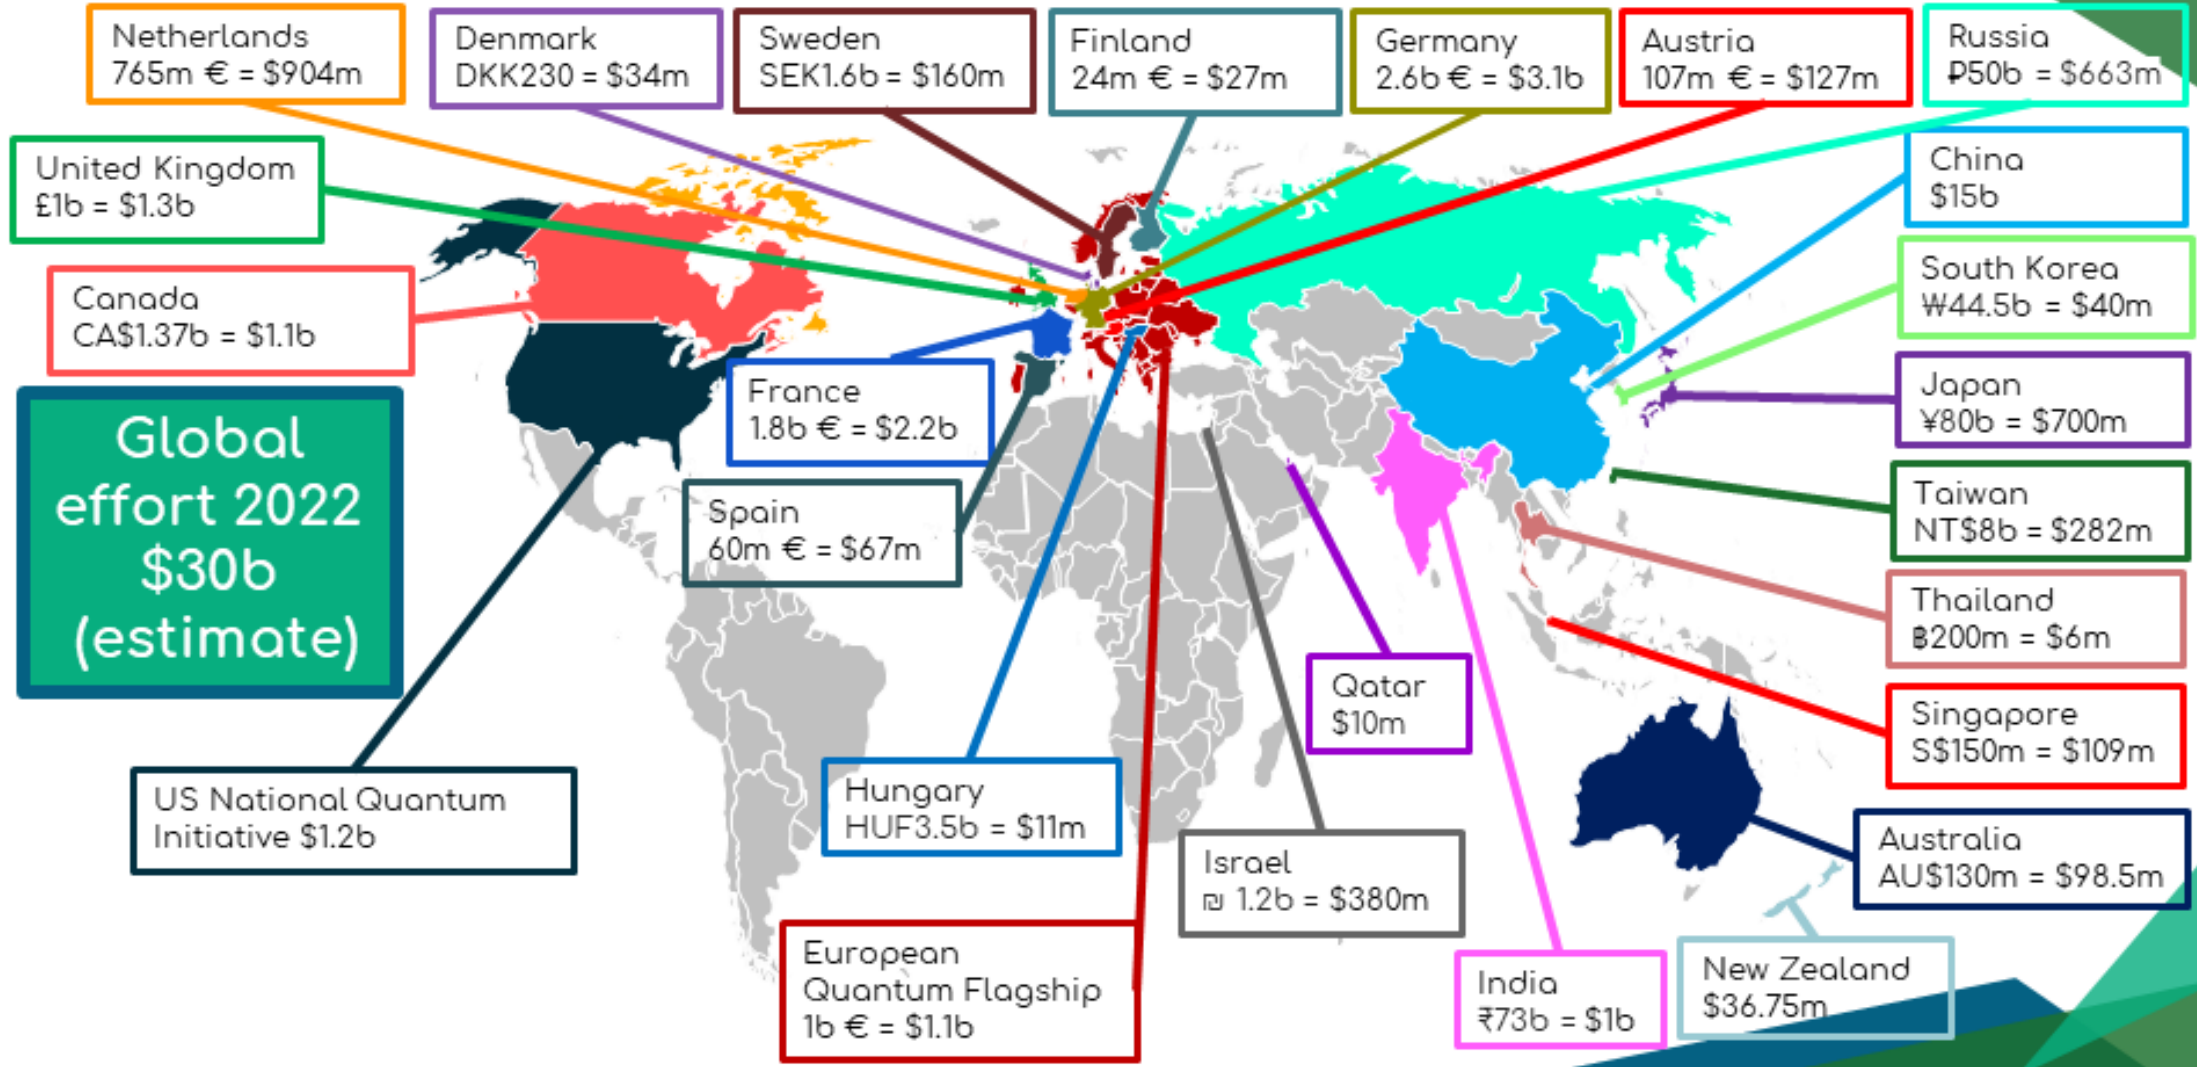 Netherlands
765m € = $904m
Denmark
DKK230 = $34m
Sweden
SEK1.6b = $160m
Finland
24m € = $27m
Germany
2.6b € = $3.1b
Austria
107m € = $127m
Russia
₽50b = $663m
United Kingdom
£1b = $1.3b
China
$15b
Canada
CA$1.37b = $1.1b
South Korea
₩44.5b = $40m
France
1.8b € = $2.2b
Japan
¥80b = $700m
Global
effort 2022
$30b
(estimate)
Spain
60m € = $67m
Taiwan
NT$8b = $282m
Thailand
฿200m = $6m
Qatar
$10m
Singapore
S$150m = $109m
US National Quantum
Initiative $1.2b
Hungary
HUF3.5b = $11m
Israel
₪ 1.2b = $380m
Australia
AU$130m = $98.5m
European
Quantum Flagship
1b € = $1.1b
India
₹73b = $1b
New Zealand
$36.75m